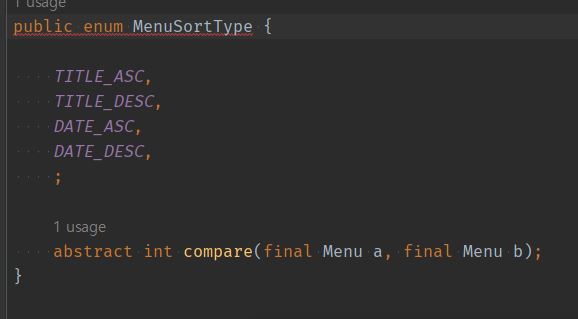 1 usage
public enum MenuSortType {
TITLE_ASC,
TITLE_DESC,
DATE_ASC,
DATE_DESC,
;
1 usage
abstract int compare(final Menu a, final Menu b);
}